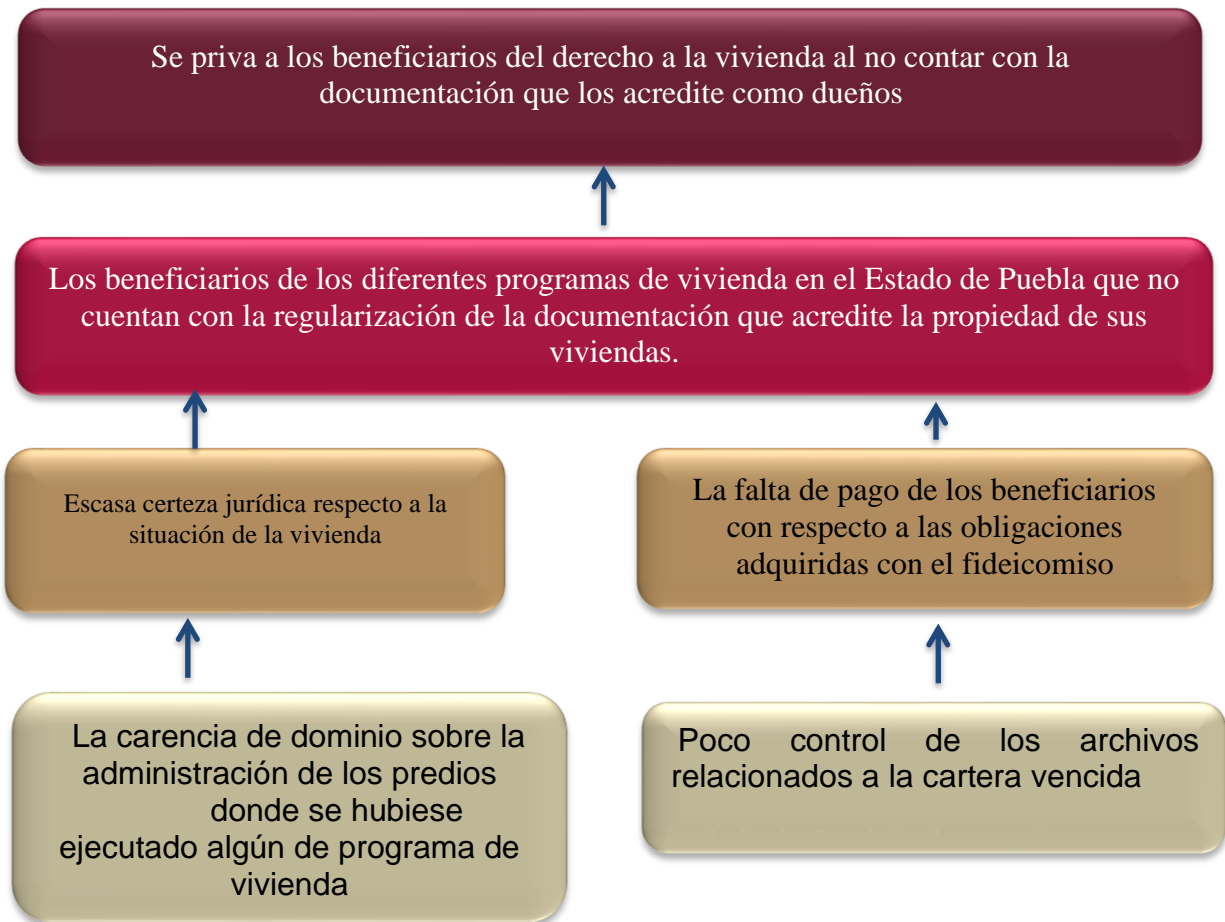 Se priva a los beneficiarios del derecho a la vivienda al no contar con la
documentación que los acredite como dueños
Los beneficiarios de los diferentes programas de vivienda en el Estado de Puebla que no
cuentan con la regularización de la documentación que acredite la propiedad de sus
viviendas.
Escasa certeza jurídica respecto a la
situación de la vivienda
La falta de pago de los beneficiarios
con respecto a las obligaciones
adquiridas con el fideicomiso
La carencia de dominio sobre la
administración de los predios
donde se hubiese
ejecutado algún de programa de
vivienda
Poco control de los archivos
relacionados a la cartera vencida